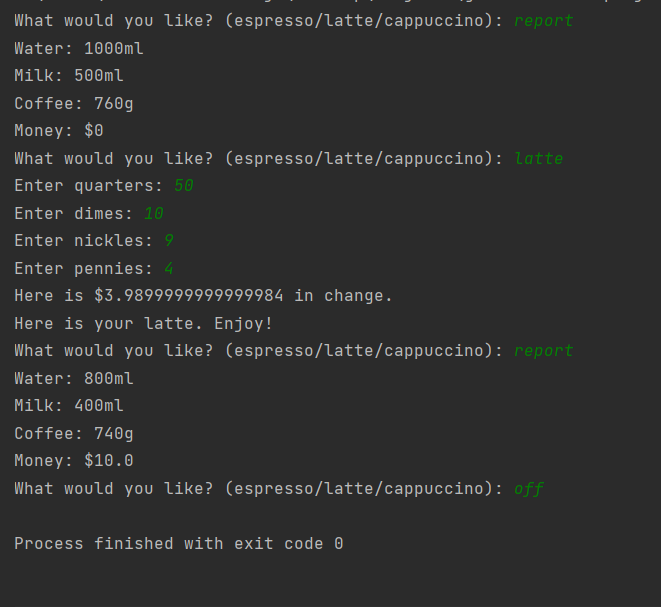 What would you like? (espresso/latte/cappuccino): report
Water: 1000ml
Milk: 500ml
Coffee: 760g
Money: $0
What would you like? (espresso/latte/cappuccino): latte
Enter quarters: 50
Enter dimes: 10
Enter nickles: 9
Enter pennies: 4
Here is $3.9899999999999984 in change.
Here is your latte. Enjoy!
What would you like? (espresso/latte/cappuccino): report
Water: 800ml
Milk: 400ml
Coffee: 740g
Money: $10.0
What would you like? (espresso/latte/cappuccino): off
Process finished with exit code 0